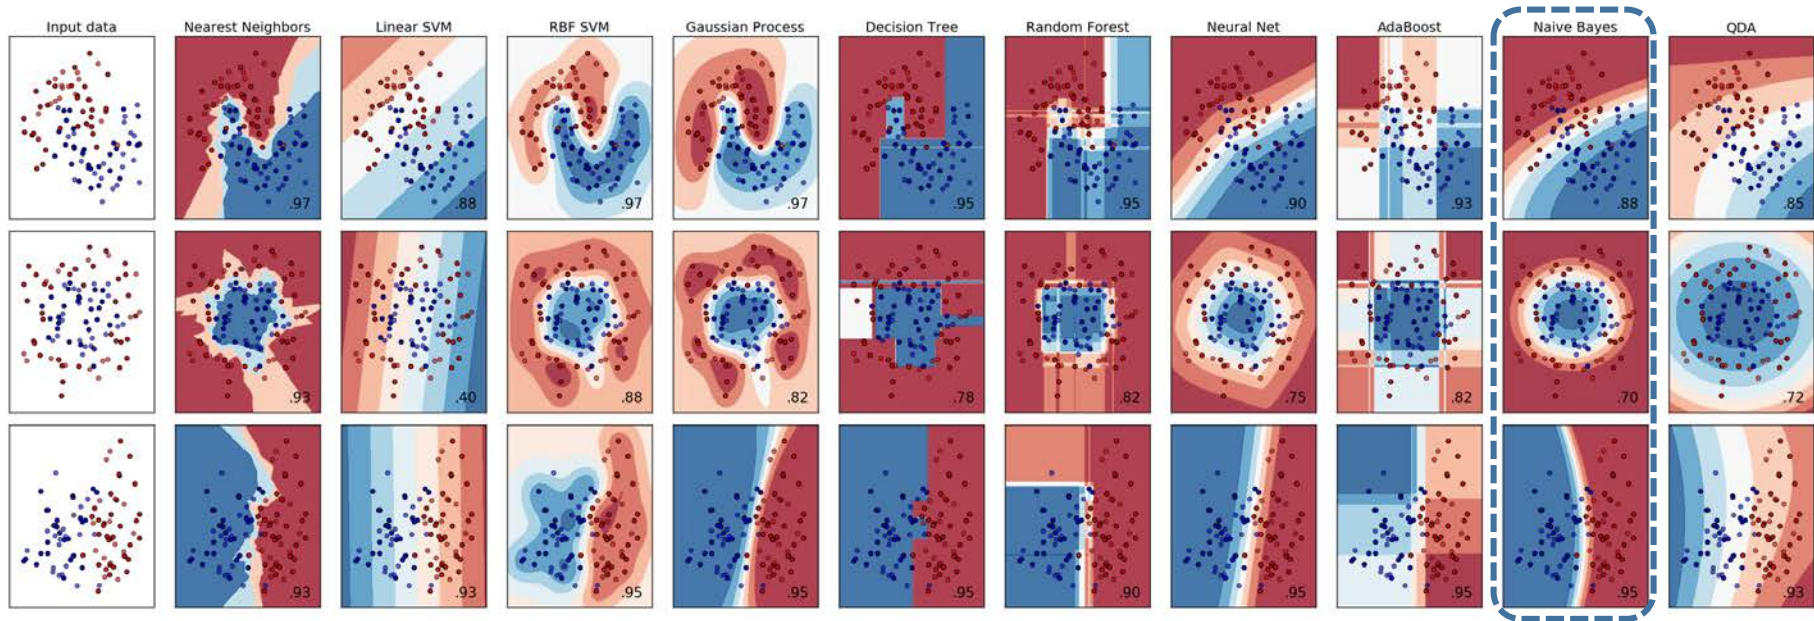 Input data Nearest Neighbors Linear SVM RBF SVM Gaussian Process Decision Tree Random Forest Neural Net AdaBoost Naive Bayes QDA
.97 .88 .97 .97 .95 .95 .90 .93 .88 .85
.93 .40 .88 .82 .78 .82 .75 .82 .70 .72
.93 .93 .95 .95 .95 .90 .95 .95 .95 .93